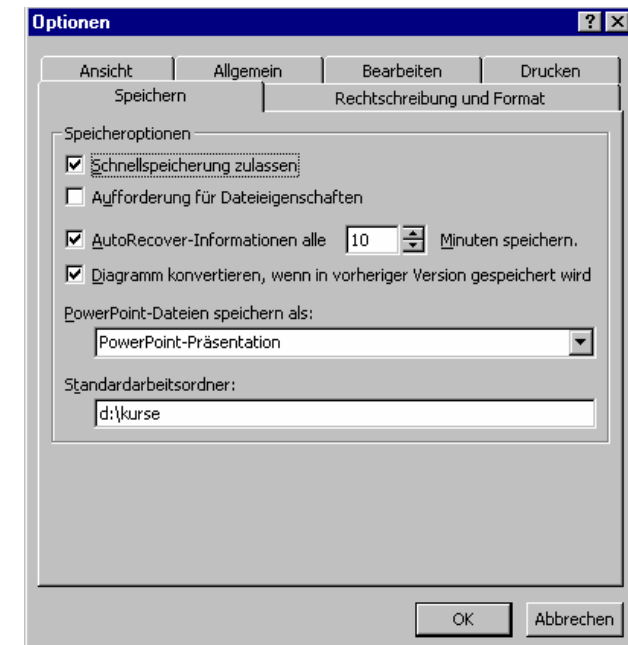 Optionen
Ansicht Allgemein Bearbeiten Drucken
Speichern Rechtschreibung und Format
Speicheroptionen
Schnellspeicherung zulassen
Aufforderung für Dateieigenschaften
AutoRecover-Informationen alle 10 Minuten speichern.
Diagramm konvertieren, wenn in vorheriger Version gespeichert wird
PowerPoint-Dateien speichern als:
PowerPoint-Präsentation
Standardarbeitsordner:
d:\kurse
OK Abbrechen